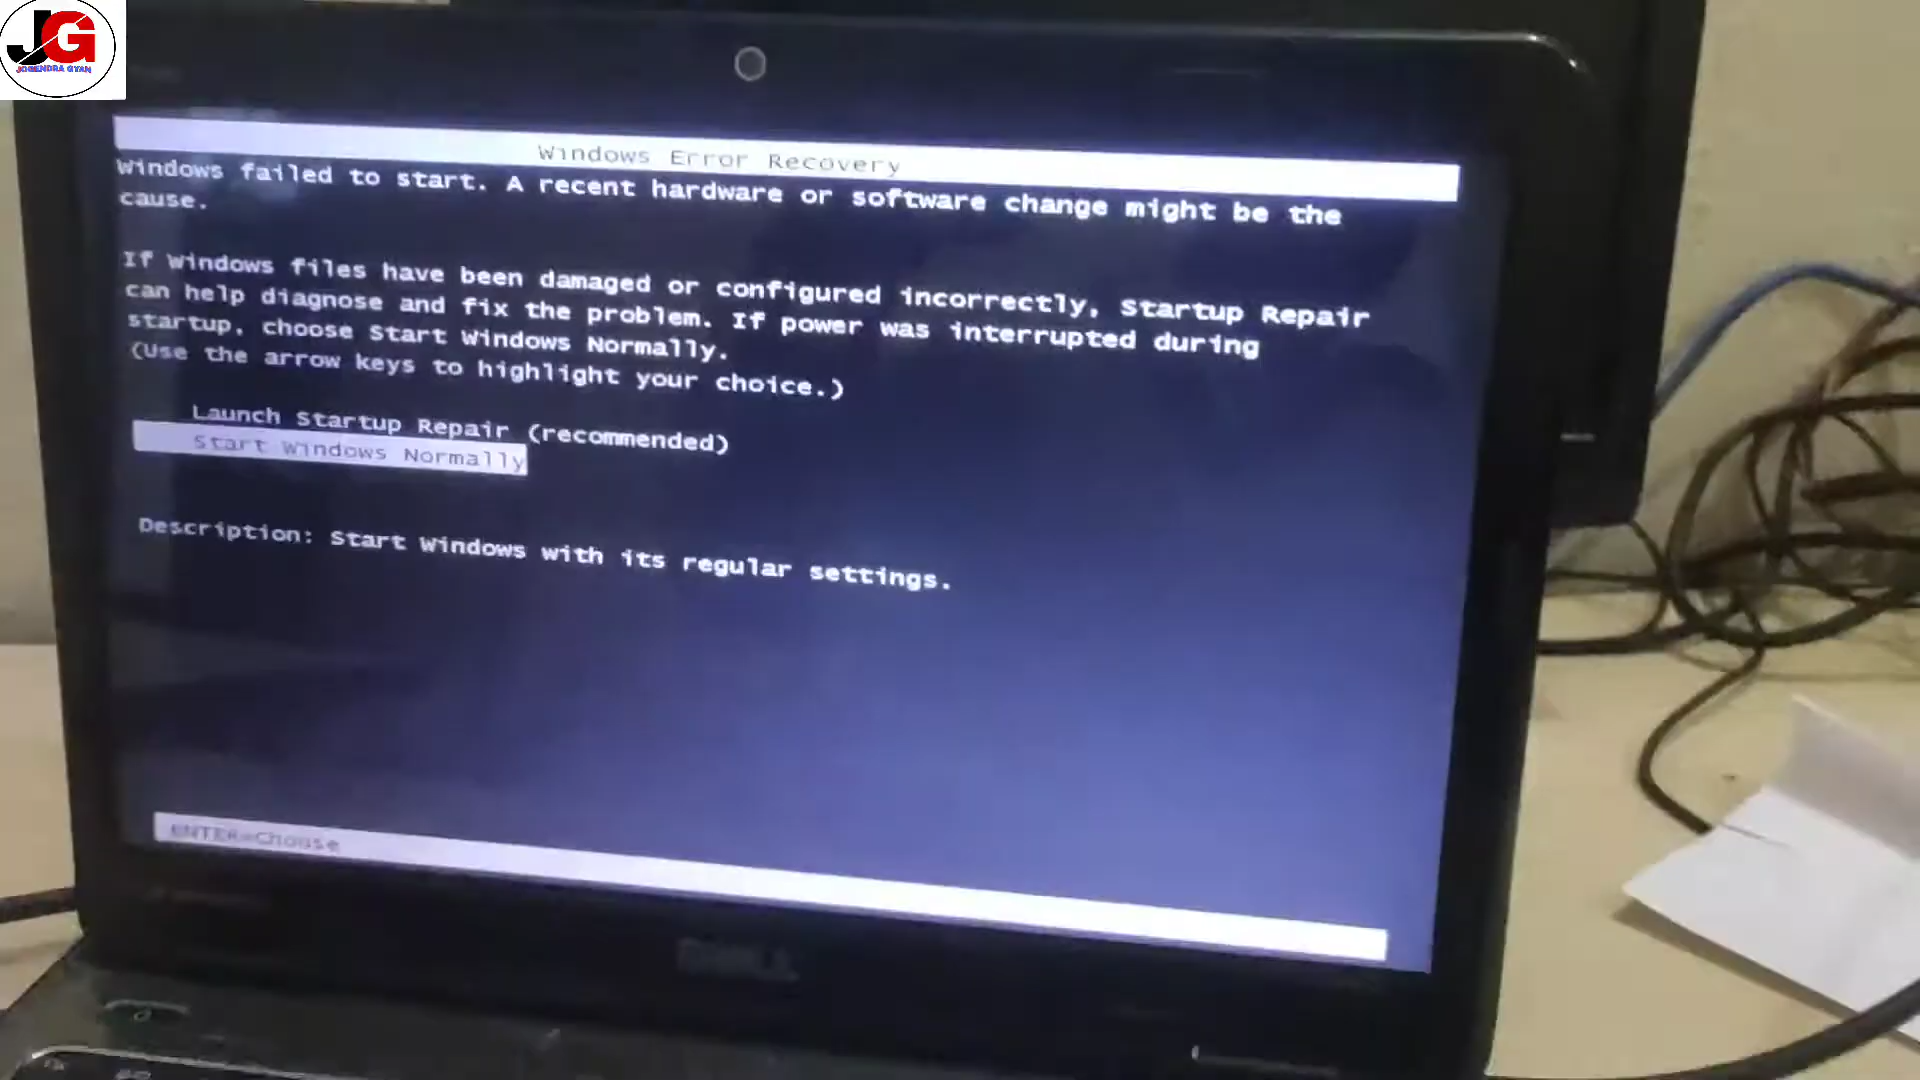 JG
JOGENDRA GYAN
Windows Error Recovery
Windows failed to start. A recent hardware or software change might be the
cause.
If Windows files have been damaged or configured incorrectly, Startup Repair
can help diagnose and fix the problem. If power was interrupted during
startup, choose Start Windows Normally.
(Use the arrow keys to highlight your choice.)
Launch Startup Repair (recommended)
Start Windows Normally
Description: Start Windows with its regular settings.
ENTER=Choose
DELL